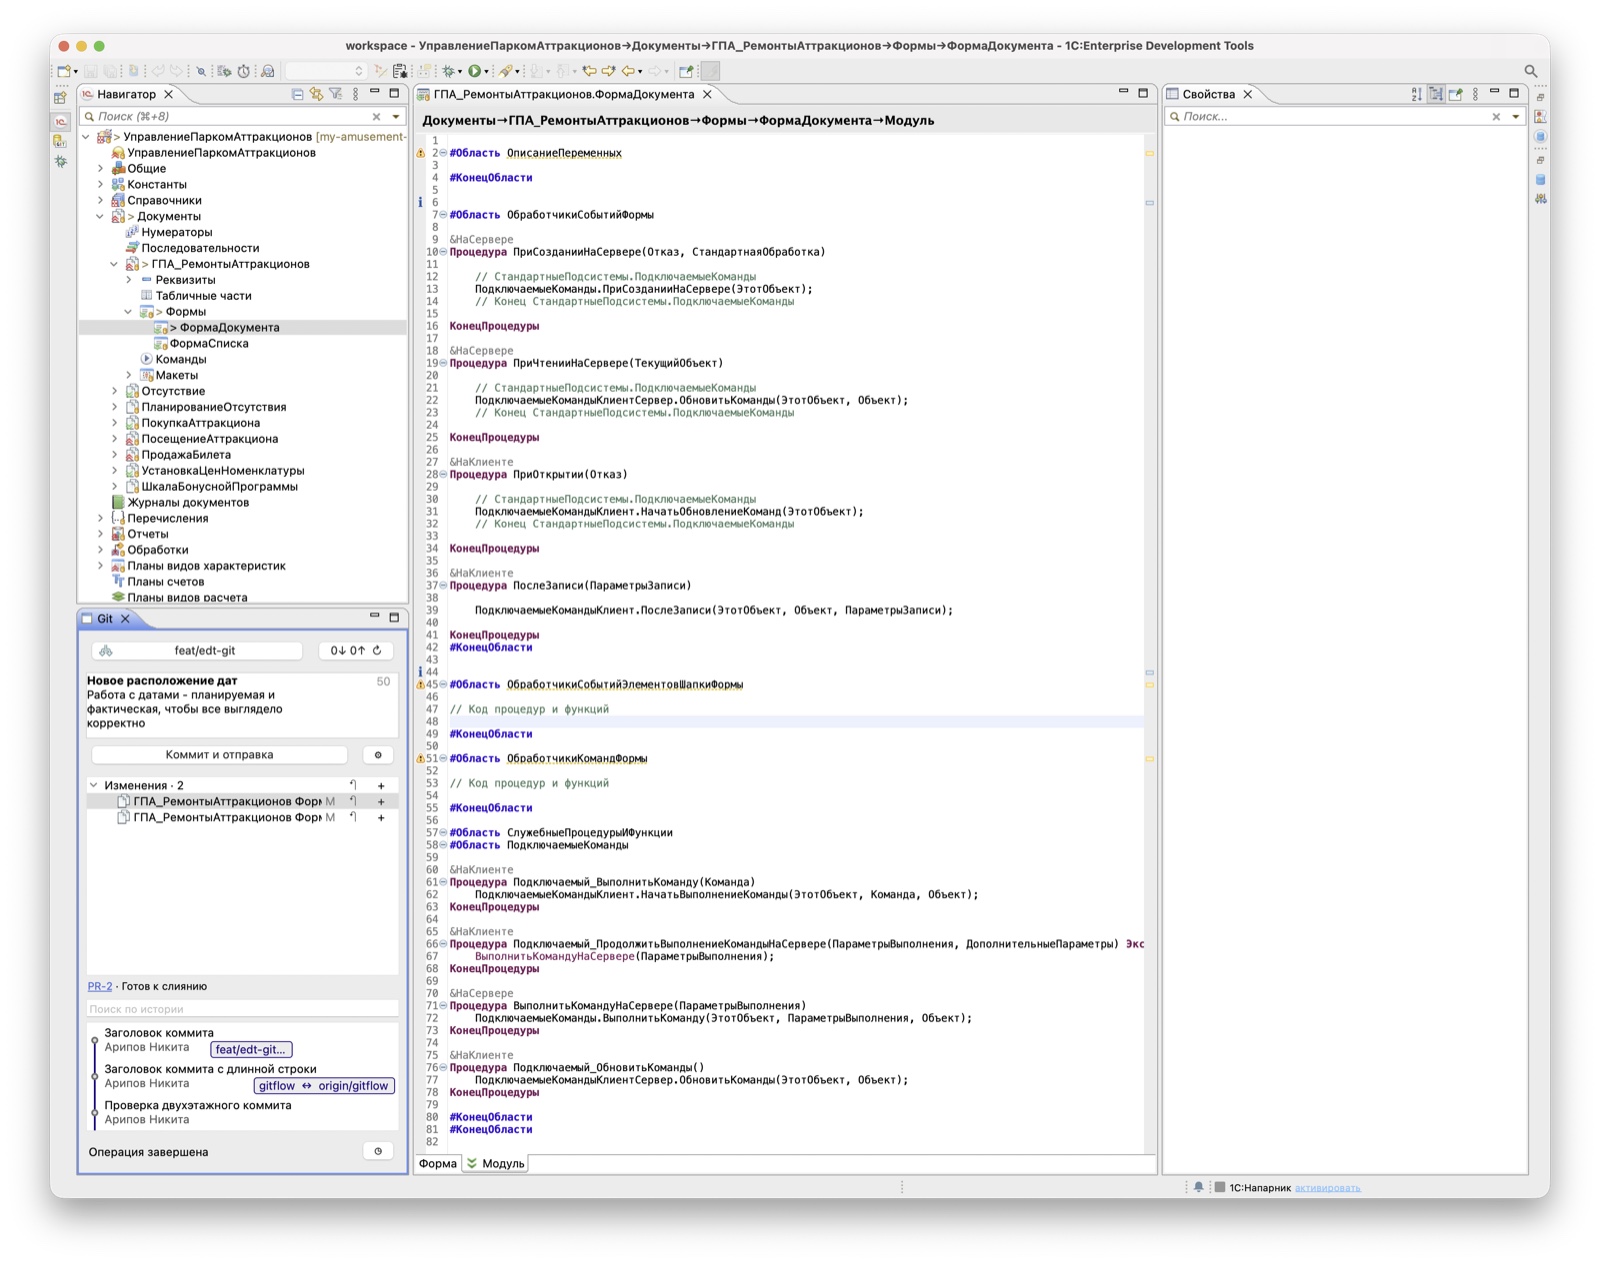 workspace - УправлениеПаркомАттракционов→Документы→ГПА_РемонтыАттракционов→Формы→ФормаДокумента - 1C:Enterprise Development Tools
Навигатор
Поиск (⌘+8)
> УправлениеПаркомАттракционов [my-amusement-
УправлениеПаркомАттракционов
Общие
Константы
Справочники
> Документы
Нумераторы
Последовательности
> ГПА_РемонтыАттракционов
Реквизиты
Табличные части
> Формы
> ФормаДокумента
ФормаСписка
Команды
Макеты
Отсутствие
ПланированиеОтсутствия
ПокупкаАттракциона
ПосещениеАттракциона
ПродажаБилета
УстановкаЦенНоменклатуры
ШкалаБонуснойПрограммы
Журналы документов
Перечисления
Отчеты
Обработки
Планы видов характеристик
Планы счетов
Планы видов расчета
Git
feat/edt-git
0↓ 0↑
Новое расположение дат 50
Работа с датами - планируемая и
фактическая, чтобы все выглядело
корректно
Коммит и отправка
Изменения · 2
ГПА_РемонтыАттракционов Форм M +
ГПА_РемонтыАттракционов Форм M +
PR-2 · Готов к слиянию
Поиск по истории
Заголовок коммита
Арипов Никита feat/edt-git...
Заголовок коммита с длинной строки
Арипов Никита gitflow ↔ origin/gitflow
Проверка двухэтажного коммита
Арипов Никита
Операция завершена
ГПА_РемонтыАттракционов.ФормаДокумента
Документы→ГПА_РемонтыАттракционов→Формы→ФормаДокумента→Модуль
1
2 #Область ОписаниеПеременных
3
4 #КонецОбласти
5
6
7 #Область ОбработчикиСобытийФормы
8
9 &НаСервере
10 Процедура ПриСозданииНаСервере(Отказ, СтандартнаяОбработка)
11
12 // СтандартныеПодсистемы.ПодключаемыеКоманды
13 ПодключаемыеКоманды.ПриСозданииНаСервере(ЭтотОбъект);
14 // Конец СтандартныеПодсистемы.ПодключаемыеКоманды
15
16 КонецПроцедуры
17
18 &НаСервере
19 Процедура ПриЧтенииНаСервере(ТекущийОбъект)
20
21 // СтандартныеПодсистемы.ПодключаемыеКоманды
22 ПодключаемыеКомандыКлиентСервер.ОбновитьКоманды(ЭтотОбъект, Объект);
23 // Конец СтандартныеПодсистемы.ПодключаемыеКоманды
24
25 КонецПроцедуры
26
27 &НаКлиенте
28 Процедура ПриОткрытии(Отказ)
29
30 // СтандартныеПодсистемы.ПодключаемыеКоманды
31 ПодключаемыеКомандыКлиент.НачатьОбновлениеКоманд(ЭтотОбъект);
32 // Конец СтандартныеПодсистемы.ПодключаемыеКоманды
33
34 КонецПроцедуры
35
36 &НаКлиенте
37 Процедура ПослеЗаписи(ПараметрыЗаписи)
38
39 ПодключаемыеКомандыКлиент.ПослеЗаписи(ЭтотОбъект, Объект, ПараметрыЗаписи);
40
41 КонецПроцедуры
42 #КонецОбласти
43
44
45 #Область ОбработчикиСобытийЭлементовШапкиФормы
46
47 // Код процедур и функций
48
49 #КонецОбласти
50
51 #Область ОбработчикиКомандФормы
52
53 // Код процедур и функций
54
55 #КонецОбласти
56
57 #Область СлужебныеПроцедурыИФункции
58 #Область ПодключаемыеКоманды
59
60 &НаКлиенте
61 Процедура Подключаемый_ВыполнитьКоманду(Команда)
62 ПодключаемыеКомандыКлиент.НачатьВыполнениеКоманды(ЭтотОбъект, Команда, Объект);
63 КонецПроцедуры
64
65 &НаКлиенте
66 Процедура Подключаемый_ПродолжитьВыполнениеКомандыНаСервере(ПараметрыВыполнения, ДополнительныеПараметры) Экс
67 ВыполнитьКомандуНаСервере(ПараметрыВыполнения);
68 КонецПроцедуры
69
70 &НаСервере
71 Процедура ВыполнитьКомандуНаСервере(ПараметрыВыполнения)
72 ПодключаемыеКоманды.ВыполнитьКоманду(ЭтотОбъект, ПараметрыВыполнения, Объект);
73 КонецПроцедуры
74
75 &НаКлиенте
76 Процедура Подключаемый_ОбновитьКоманды()
77 ПодключаемыеКомандыКлиентСервер.ОбновитьКоманды(ЭтотОбъект, Объект);
78 КонецПроцедуры
79
80 #КонецОбласти
81 #КонецОбласти
82
Форма Модуль
Свойства
Поиск...
1С:Напарник активировать